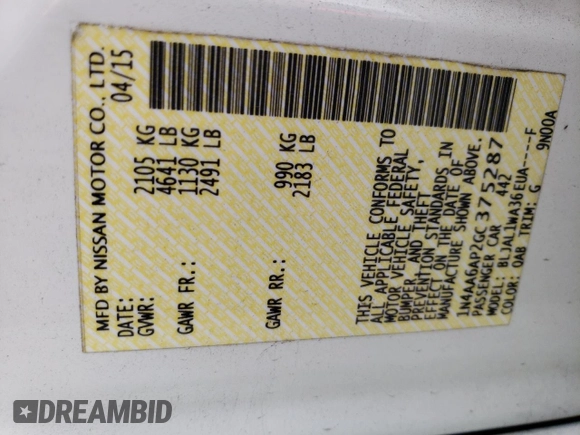 MFD BY NISSAN MOTOR CO., LTD.
DATE: 04/15
GVWR: 2105 KG
4641 LB
GAWR FR.: 1130 KG
2491 LB
GAWR RR.: 990 KG
2183 LB
THIS VEHICLE CONFORMS TO
ALL APPLICABLE FEDERAL
MOTOR VEHICLE SAFETY,
BUMPER, AND THEFT
PREVENTION STANDARDS IN
EFFECT ON THE DATE OF
MANUFACTURE SHOWN ABOVE.
1N4AA6AP2GC375287
PASSENGER CAR 442
MODEL: BLJALIWA36EUA-----F
COLOR: QAB TRIM: G 9N00A
DREAMBID